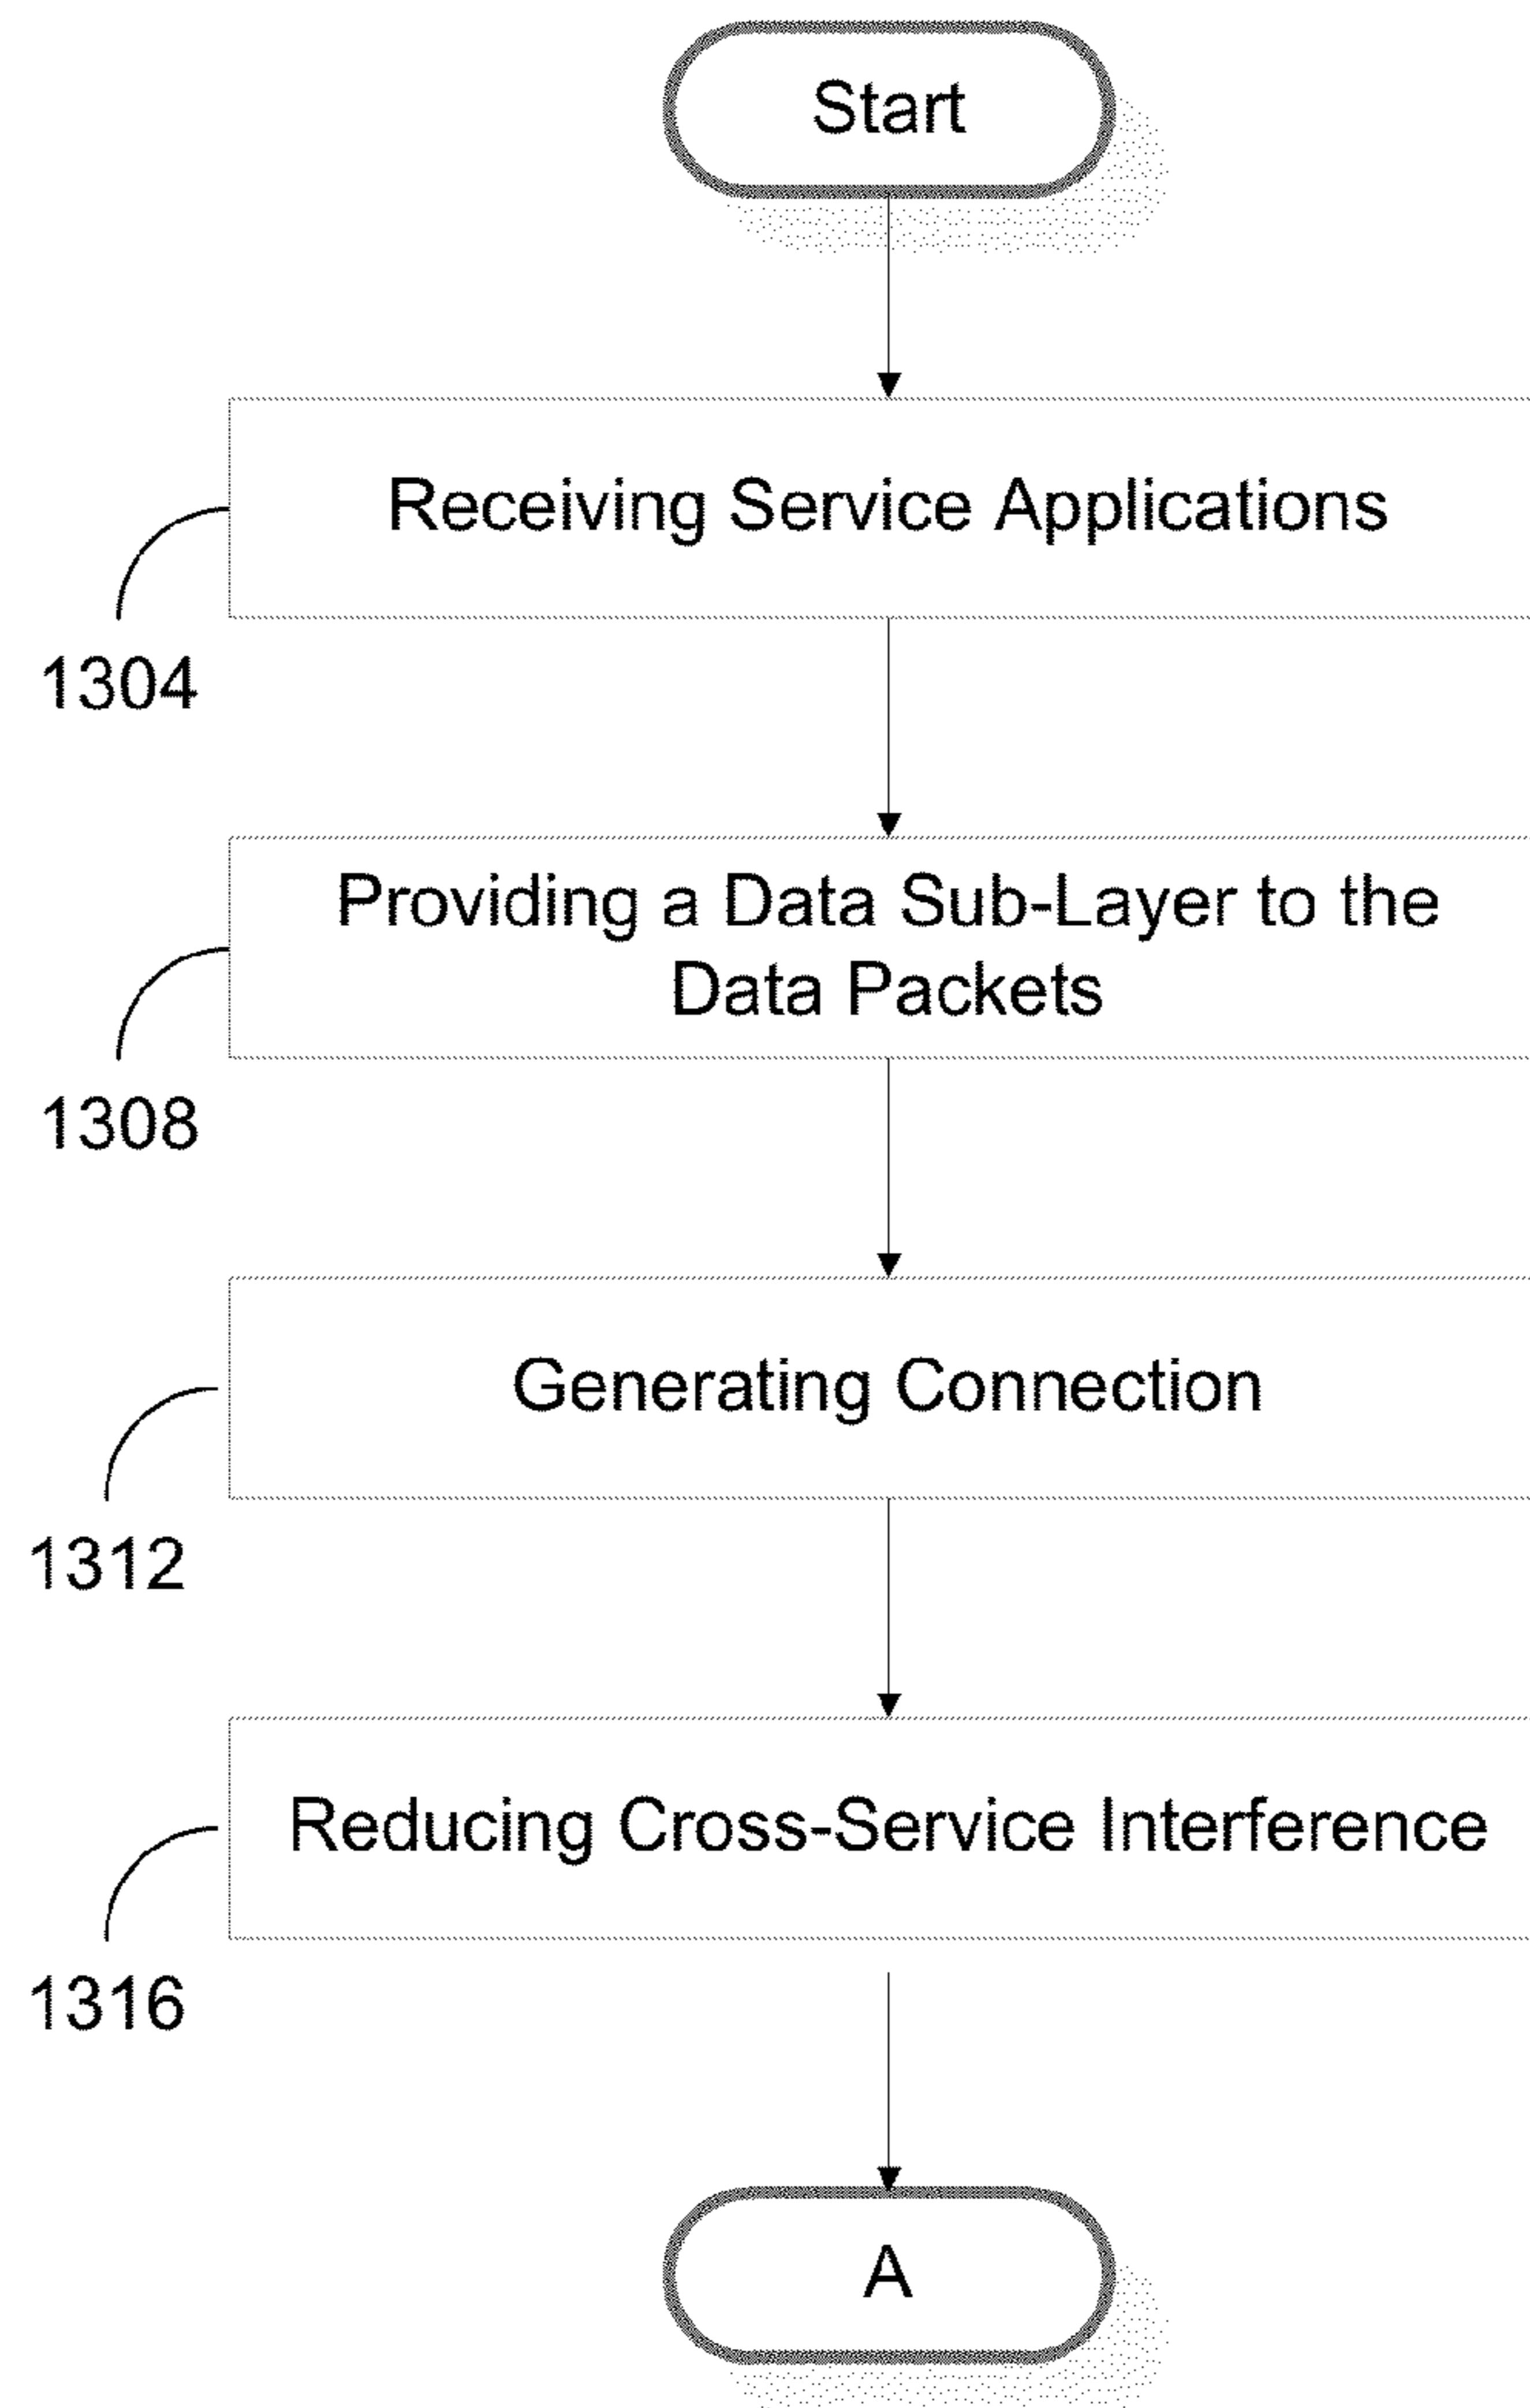 Start
Receiving Service Applications
1304
Providing a Data Sub-Layer to the
Data Packets
1308
Generating Connection
1312
Reducing Cross-Service Interference
1316
A